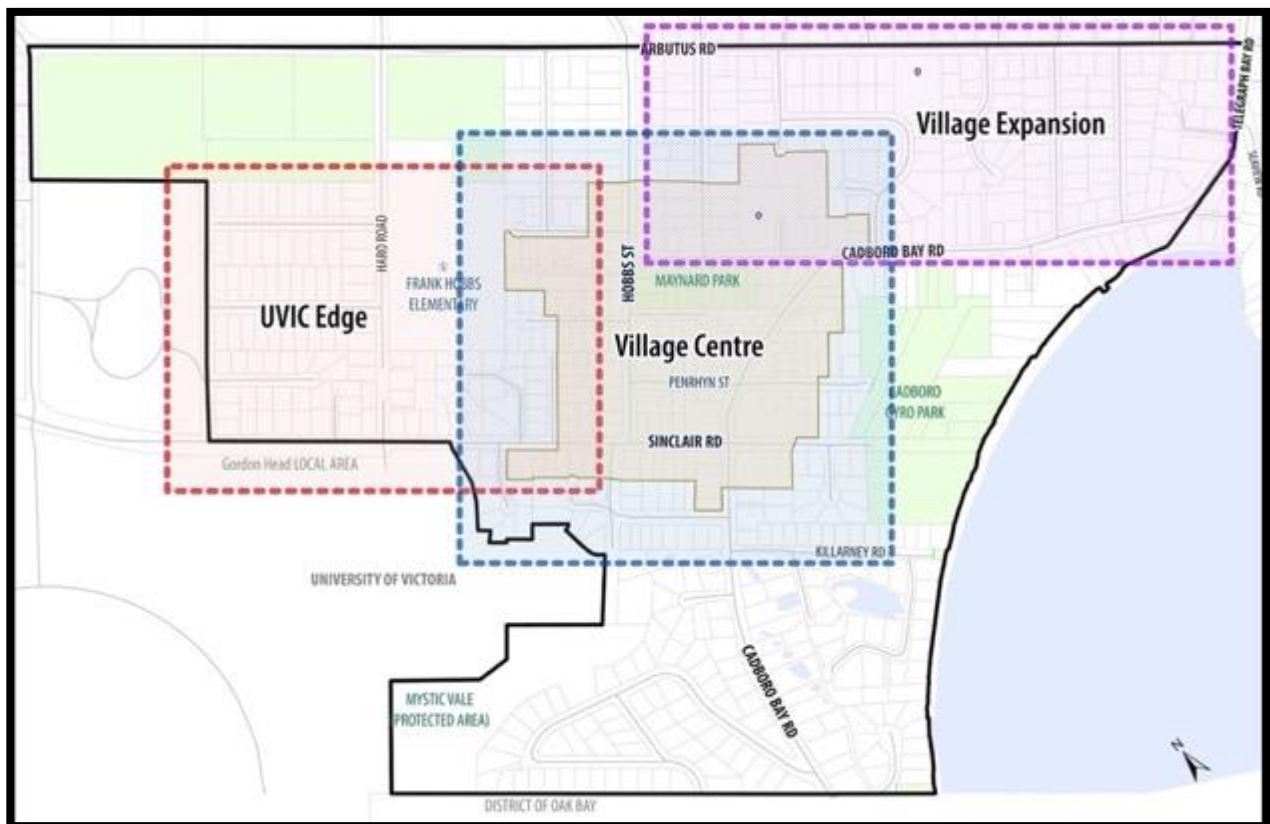 ARBUTUS RD
TELEGRAPH BAY RD
Village Expansion
HARO ROAD
HOBBS ST
CADBORO BAY RD
FRANK HOBBS
ELEMENTARY
MAYNARD PARK
UVIC Edge
Village Centre
PENRHYN ST
CADBORO
GYRO PARK
SINCLAIR RD
Gordon Head LOCAL AREA
KILLARNEY RD
UNIVERSITY OF VICTORIA
CADBORO BAY RD
MYSTIC VALE
(PROTECTED AREA)
N
DISTRICT OF OAK BAY